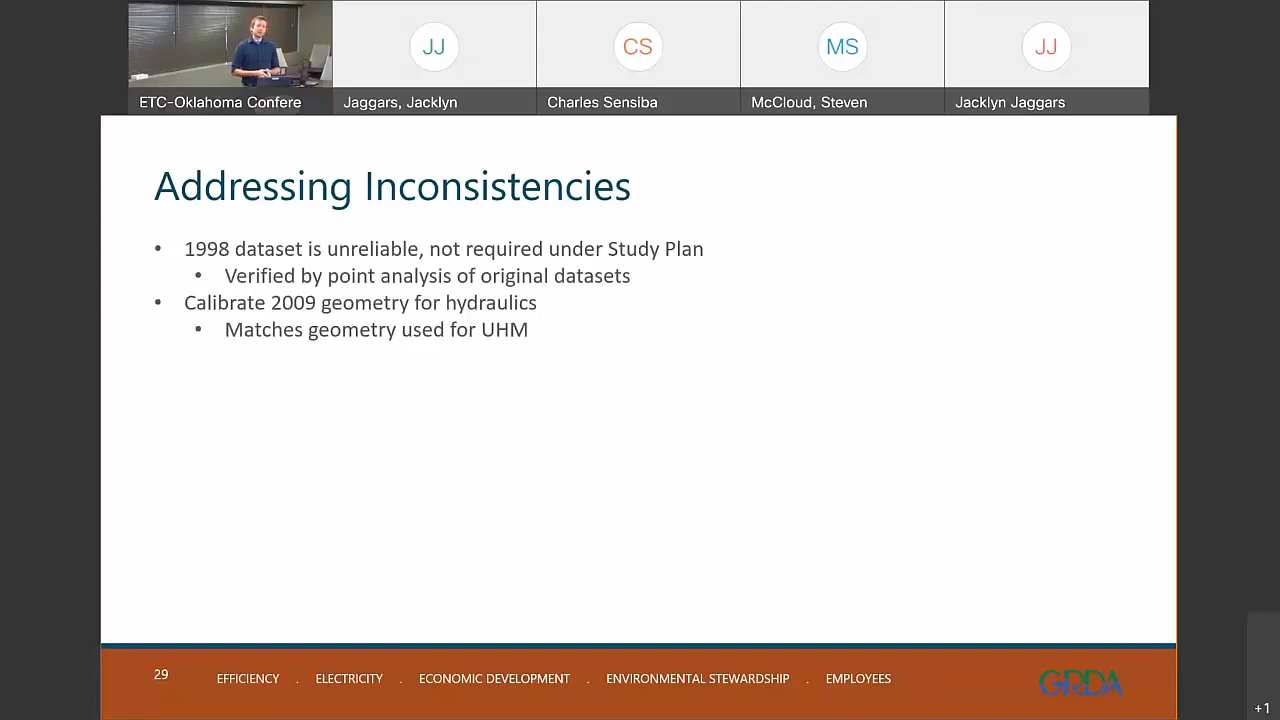 JJ
CS
MS
JJ
ETC-Oklahoma Confere
Jaggars, Jacklyn
Charles Sensiba
McCloud, Steven
Jacklyn Jaggars
Addressing Inconsistencies
• 1998 dataset is unreliable, not required under Study Plan
• Verified by point analysis of original datasets
• Calibrate 2009 geometry for hydraulics
• Matches geometry used for UHM
29
EFFICIENCY . ELECTRICITY . ECONOMIC DEVELOPMENT . ENVIRONMENTAL STEWARDSHIP . EMPLOYEES
GRDA
+1